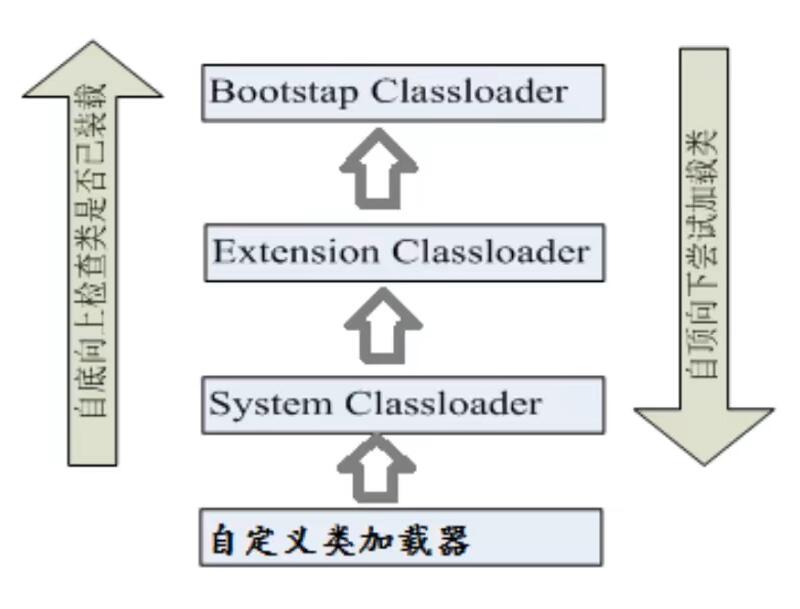 自底向上检查类是否已装载
Bootstap Classloader
Extension Classloader
System Classloader
自定义类加载器
自顶向下尝试加载类